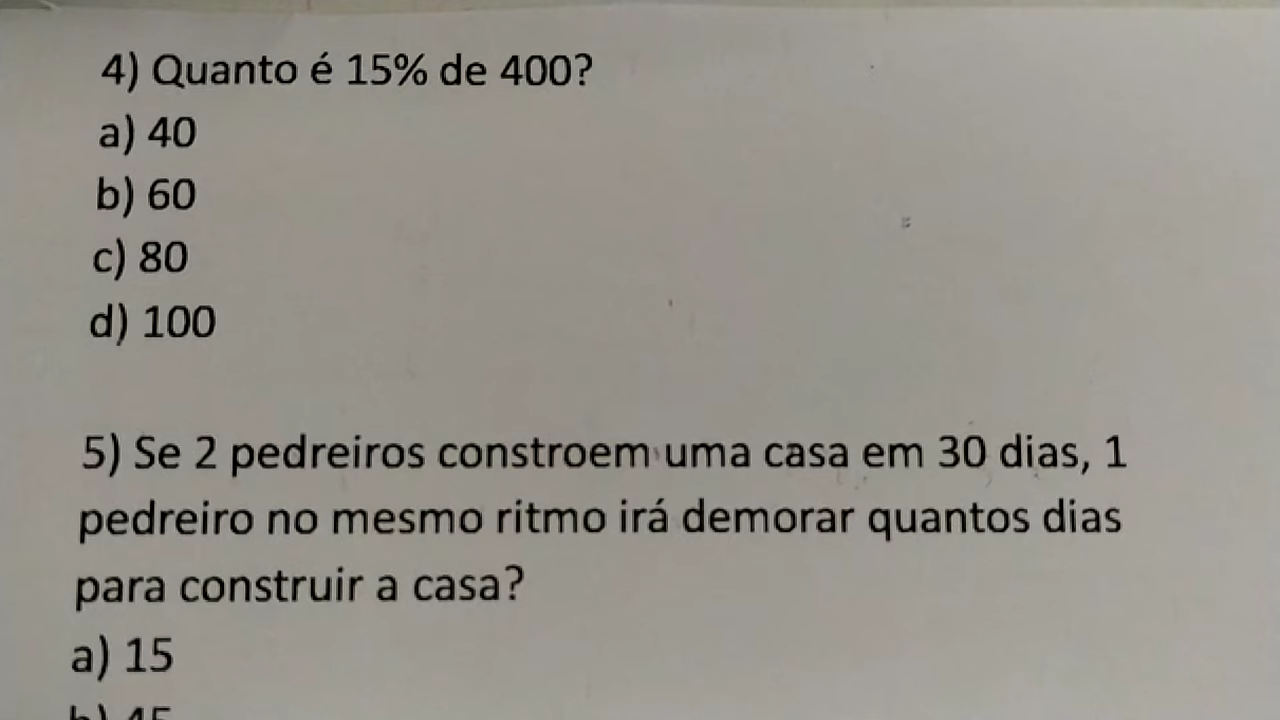 4) Quanto é 15% de 400?
a) 40
b) 60
c) 80
d) 100
5) Se 2 pedreiros constroem uma casa em 30 dias, 1
pedreiro no mesmo ritmo irá demorar quantos dias
para construir a casa?
a) 15
b) 45